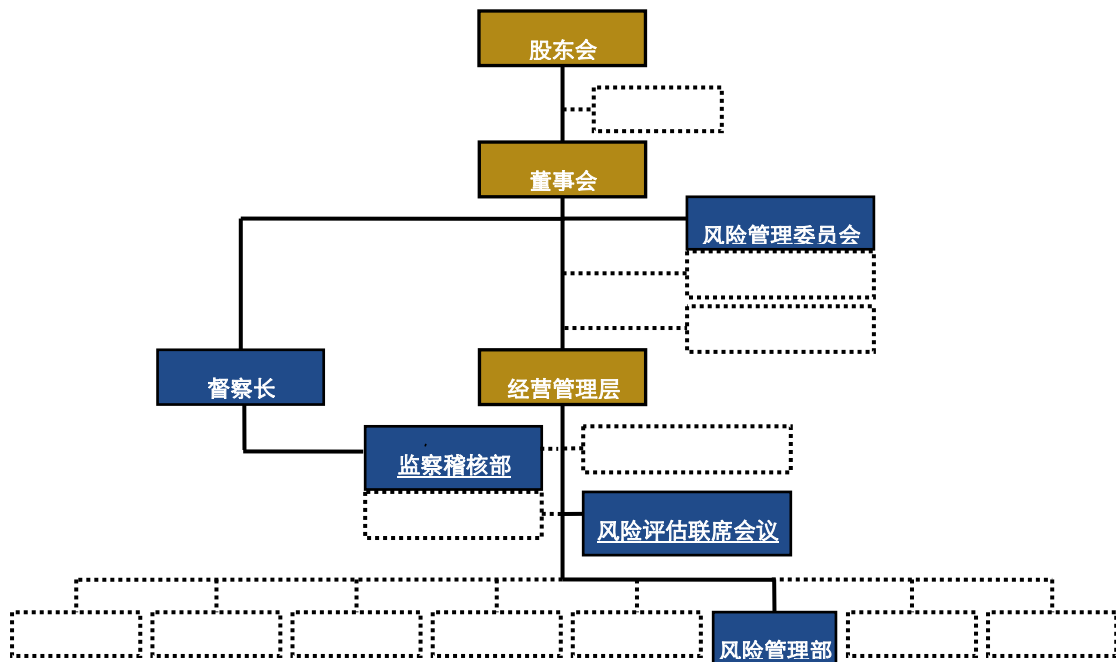 股东会
董事会
风险管理委员会
督察长
经营管理层
监察稽核部
风险评估联席会议
风险管理部